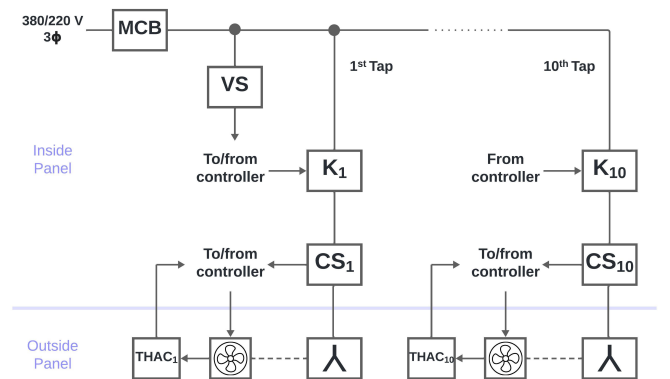 380/220 V
3ɸ
MCB
1st Tap
10th Tap
VS
Inside
Panel
To/from
controller
K1
From
controller
K10
To/from
controller
CS1
To/from
controller
CS10
Outside
Panel
THAC1
THAC10